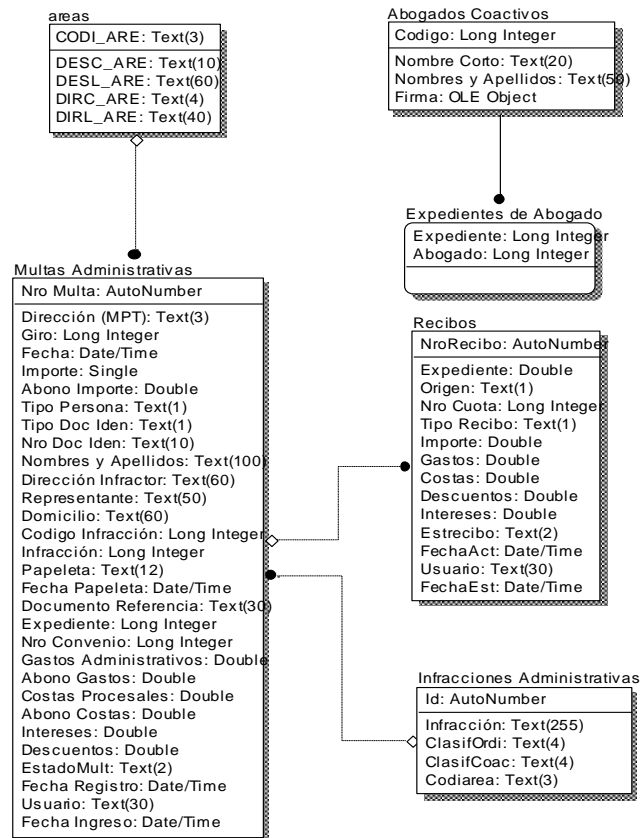 areas
CODI_ARE: Text(3)
DESC_ARE: Text(10)
DESL_ARE: Text(60)
DIRC_ARE: Text(4)
DIRL_ARE: Text(40)
Abogados Coactivos
Codigo: Long Integer
Nombre Corto: Text(20)
Nombres y Apellidos: Text(50)
Firma: OLE Object
Expedientes de Abogado
Expediente: Long Integer
Abogado: Long Integer
Multas Administrativas
Nro Multa: AutoNumber
Dirección (MPT): Text(3)
Giro: Long Integer
Fecha: Date/Time
Importe: Single
Abono Importe: Double
Tipo Persona: Text(1)
Tipo Doc Iden: Text(1)
Nro Doc Iden: Text(10)
Nombres y Apellidos: Text(100)
Dirección Infractor: Text(60)
Representante: Text(50)
Domicilio: Text(60)
Codigo Infracción: Long Integer
Infracción: Long Integer
Papeleta: Text(12)
Fecha Papeleta: Date/Time
Documento Referencia: Text(30)
Expediente: Long Integer
Nro Convenio: Long Integer
Gastos Administrativos: Double
Abono Gastos: Double
Costas Procesales: Double
Abono Costas: Double
Intereses: Double
Descuentos: Double
EstadoMult: Text(2)
Fecha Registro: Date/Time
Usuario: Text(30)
Fecha Ingreso: Date/Time
Recibos
NroRecibo: AutoNumber
Expediente: Double
Origen: Text(1)
Nro Cuota: Long Integer
Tipo Recibo: Text(1)
Importe: Double
Gastos: Double
Costas: Double
Descuentos: Double
Intereses: Double
Estrecibo: Text(2)
FechaAct: Date/Time
Usuario: Text(30)
FechaEst: Date/Time
Infracciones Administrativas
Id: AutoNumber
Infracción: Text(255)
ClasifOrdi: Text(4)
ClasifCoac: Text(4)
Codiarea: Text(3)